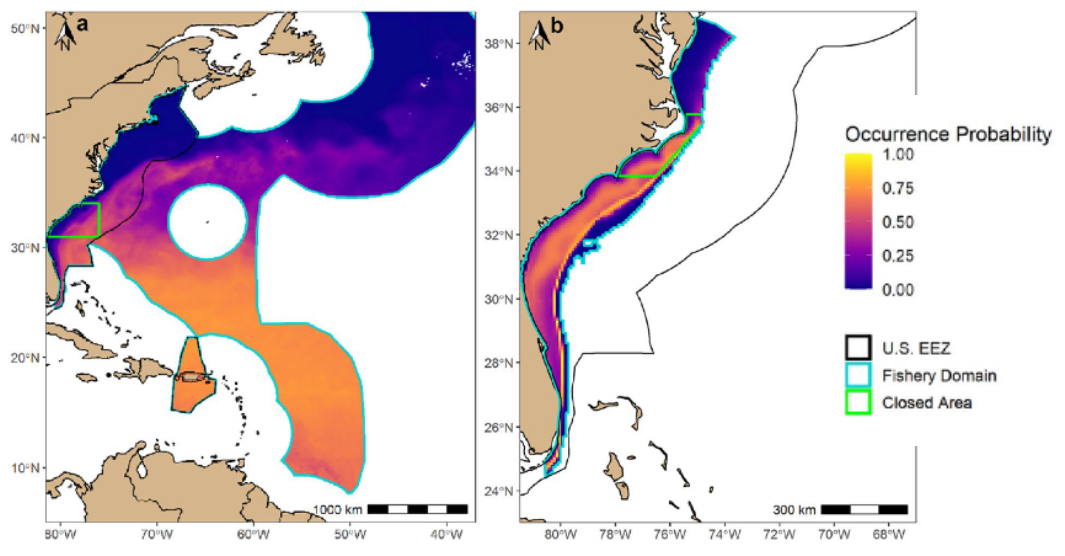 a
b
N
N
50°N
40°N
30°N
20°N
10°N
80°W
70°W
60°W
50°W
40°W
1000 km
38°N
36°N
34°N
32°N
30°N
28°N
26°N
24°N
80°W
78°W
76°W
74°W
72°W
70°W
68°W
300 km
Occurrence Probability
1.00
0.75
0.50
0.25
0.00
U.S. EEZ
Fishery Domain
Closed Area